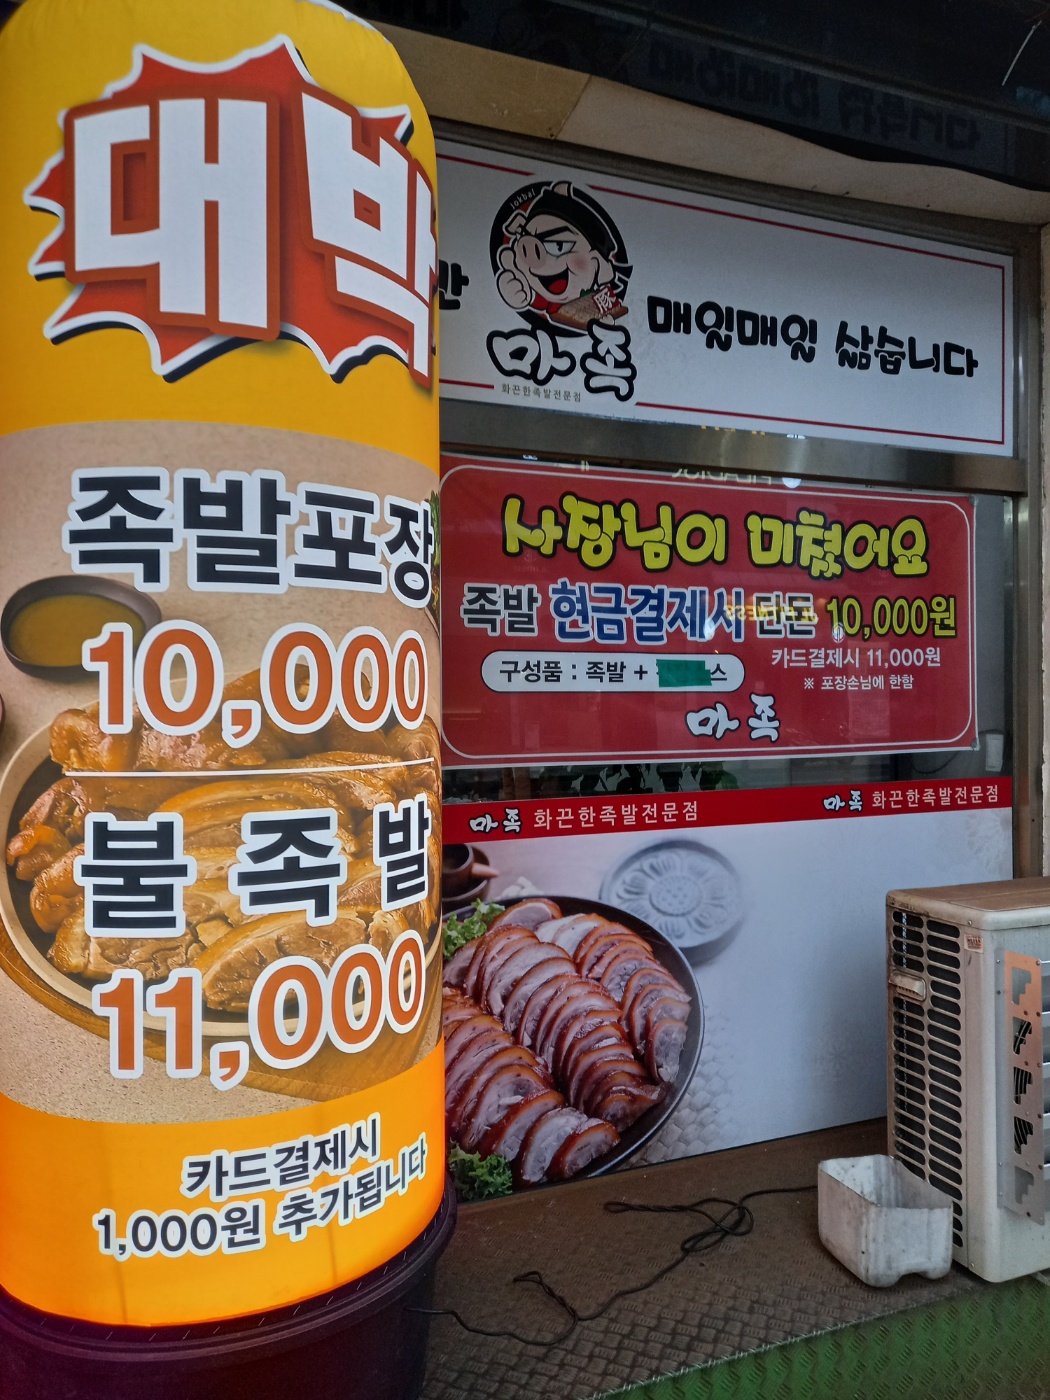 대박
족발포장
10,000
불족발
11,000
카드결제시
1,000원 추가됩니다
jokbal
마족
화끈한족발전문점
매일매일 삶습니다
사장님이 미쳤어요
족발 현금결제시 단돈 10,000원
구성품 : 족발 + 스
카드결제시 11,000원
※ 포장손님에 한함
마족
마족 화끈한족발전문점
마족 화끈한족발전문점